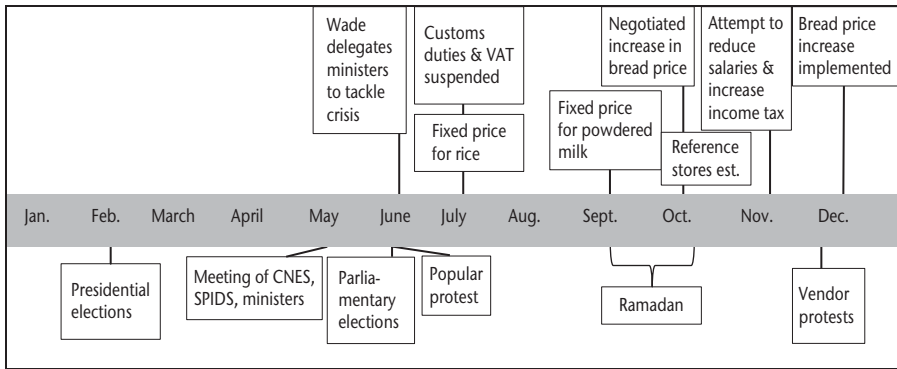 Wade
delegates
ministers
to tackle
crisis
Customs
duties & VAT
suspended
Fixed price
for rice
Negotiated
increase in
bread price
Fixed price
for powdered
milk
Attempt to
reduce
salaries &
increase
income tax
Reference
stores est.
Bread price
increase
implemented
Jan. Feb. March April May June July Aug. Sept. Oct. Nov. Dec.
Presidential
elections
Meeting of CNES,
SPIDS, ministers
Parlia-
mentary
elections
Popular
protest
Ramadan
Vendor
protests